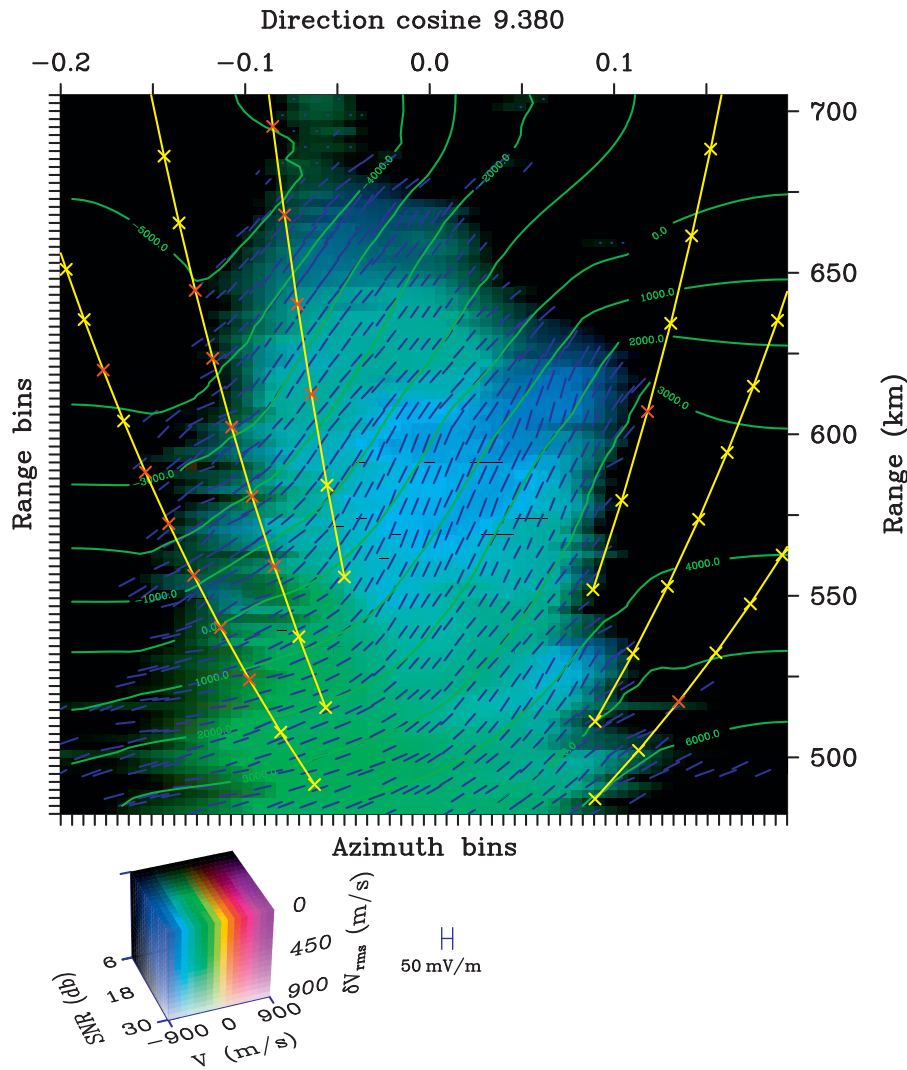 Direction cosine 9.380
−0.2 −0.1 0.0 0.1
700
650
600
550
500
Range bins
Range (km)
Azimuth bins
4000.0
2000.0
0.0
−5000.0
1000.0
2000.0
3000.0
−3000.0
−1000.0
0.0
4000.0
−1000.0
2000.0
6000.0
3000.0
0
450
900
δVrms (m/s)
6
18
30
SNR (db)
−900 0 900
V (m/s)
50 mV/m